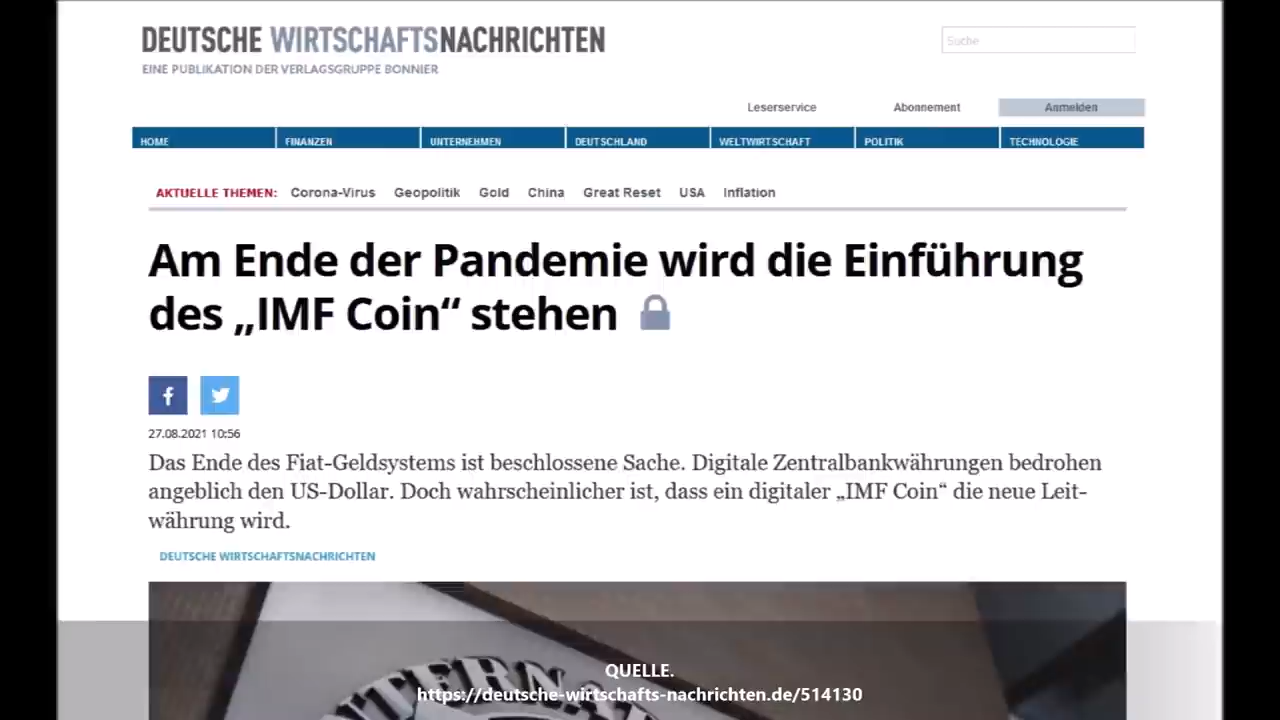 DEUTSCHE WIRTSCHAFTSNACHRICHTEN
EINE PUBLIKATION DER VERLAGSGRUPPE BONNIER
Suche
Leserservice Abonnement Anmelden
HOME FINANZEN UNTERNEHMEN DEUTSCHLAND WELTWIRTSCHAFT POLITIK TECHNOLOGIE
AKTUELLE THEMEN: Corona-Virus Geopolitik Gold China Great Reset USA Inflation
Am Ende der Pandemie wird die Einführung
des „IMF Coin“ stehen
27.08.2021 10:56
Das Ende des Fiat-Geldsystems ist beschlossene Sache. Digitale Zentralbankwährungen bedrohen
angeblich den US-Dollar. Doch wahrscheinlicher ist, dass ein digitaler „IMF Coin“ die neue Leit-
währung wird.
DEUTSCHE WIRTSCHAFTSNACHRICHTEN
QUELLE.
https://deutsche-wirtschafts-nachrichten.de/514130